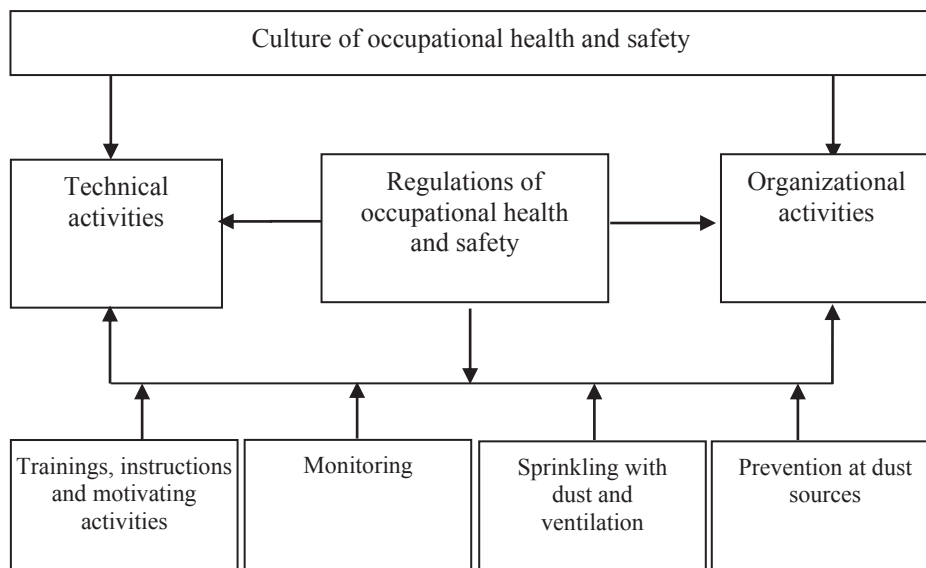 Culture of occupational health and safety
Technical
activities
Regulations of
occupational health
and safety
Organizational
activities
Trainings, instructions
and motivating
activities
Monitoring
Sprinkling with
dust and
ventilation
Prevention at dust
sources